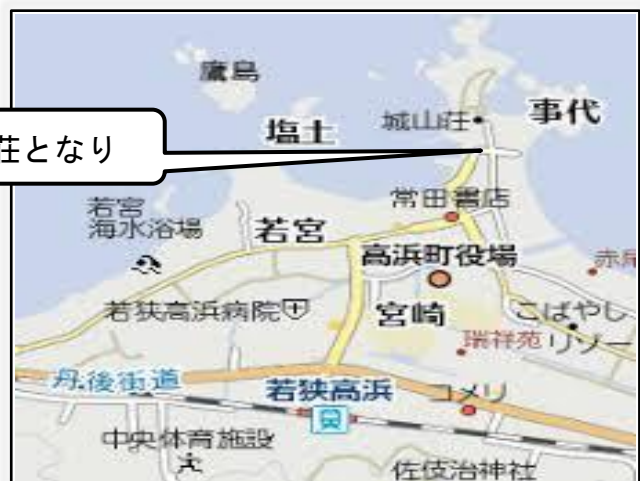 鷹島
事代
塩土
城山荘
荘となり
常田書店
若宮
海水浴場
若宮
高浜町役場
若狭高浜病院
宮崎
こばやし
リゾー
瑞祥苑
丹後街道
若狭高浜
コメリ
中央体育施設
佐伎治神社